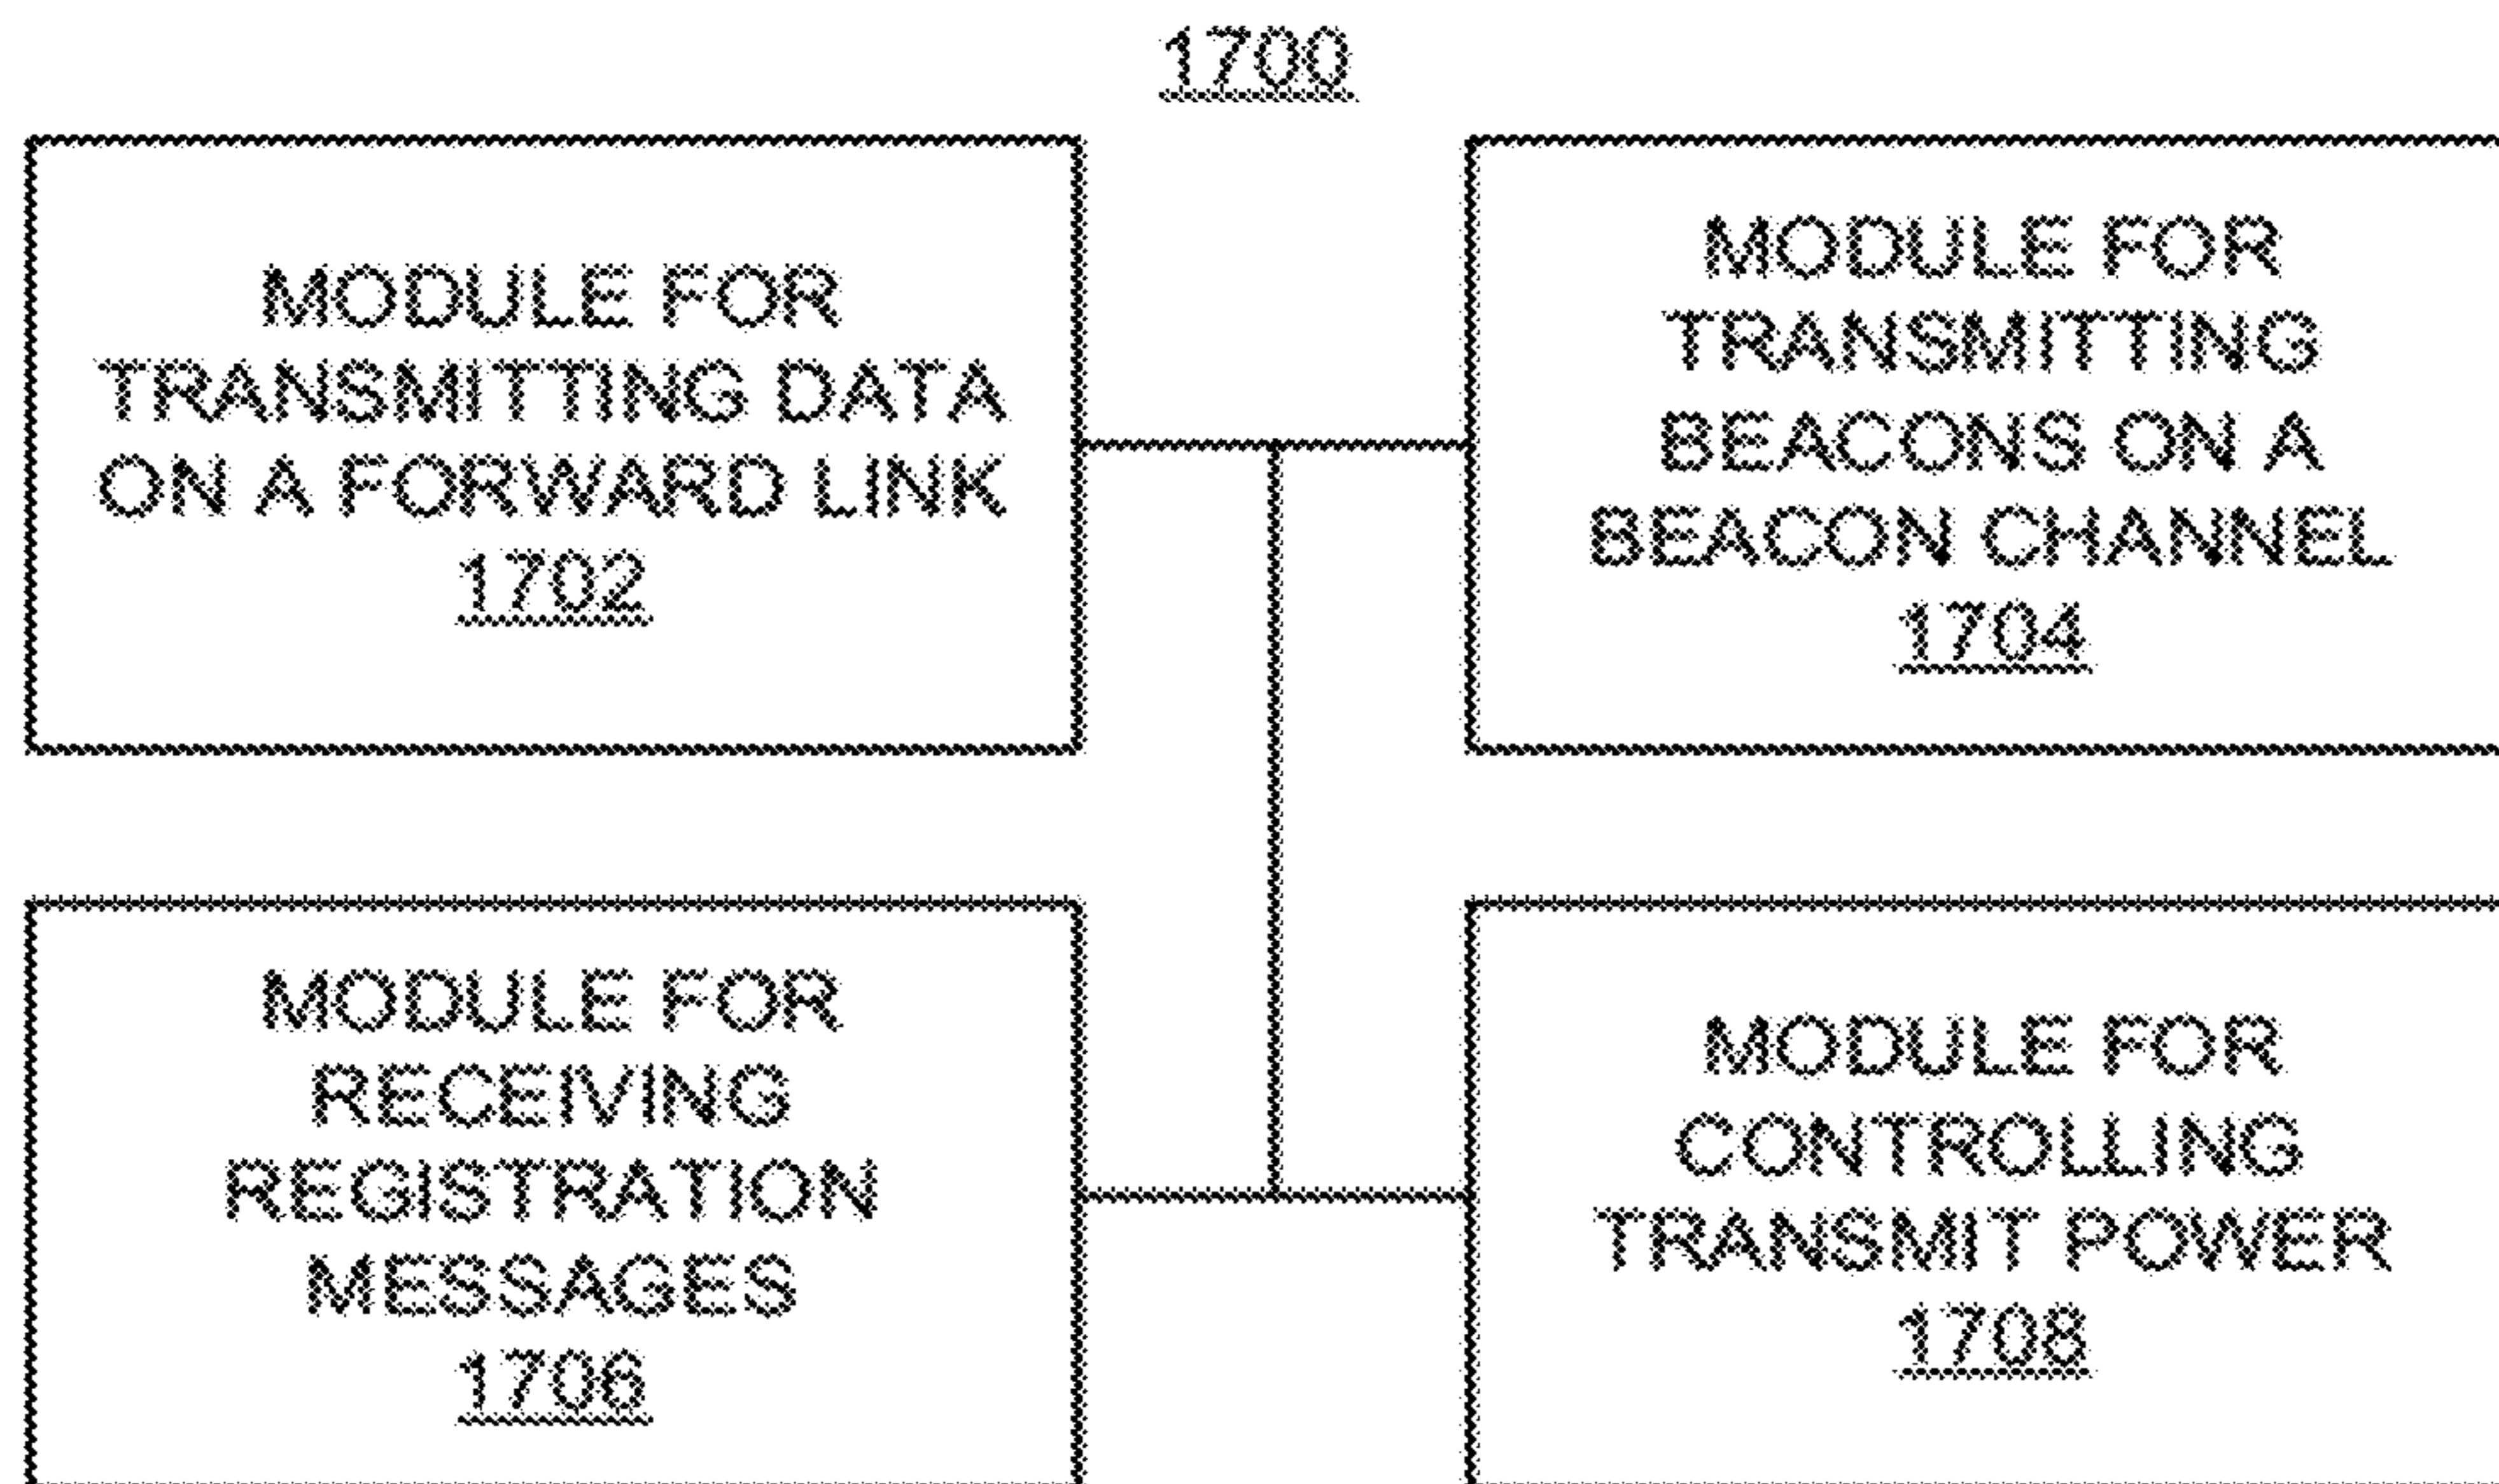 1700
MODULE FOR
TRANSMITTING DATA
ON A FORWARD LINK
1702
MODULE FOR
TRANSMITTING
BEACONS ON A
BEACON CHANNEL
1704
MODULE FOR
RECEIVING
REGISTRATION
MESSAGES
1706
MODULE FOR
CONTROLLING
TRANSMIT POWER
1708